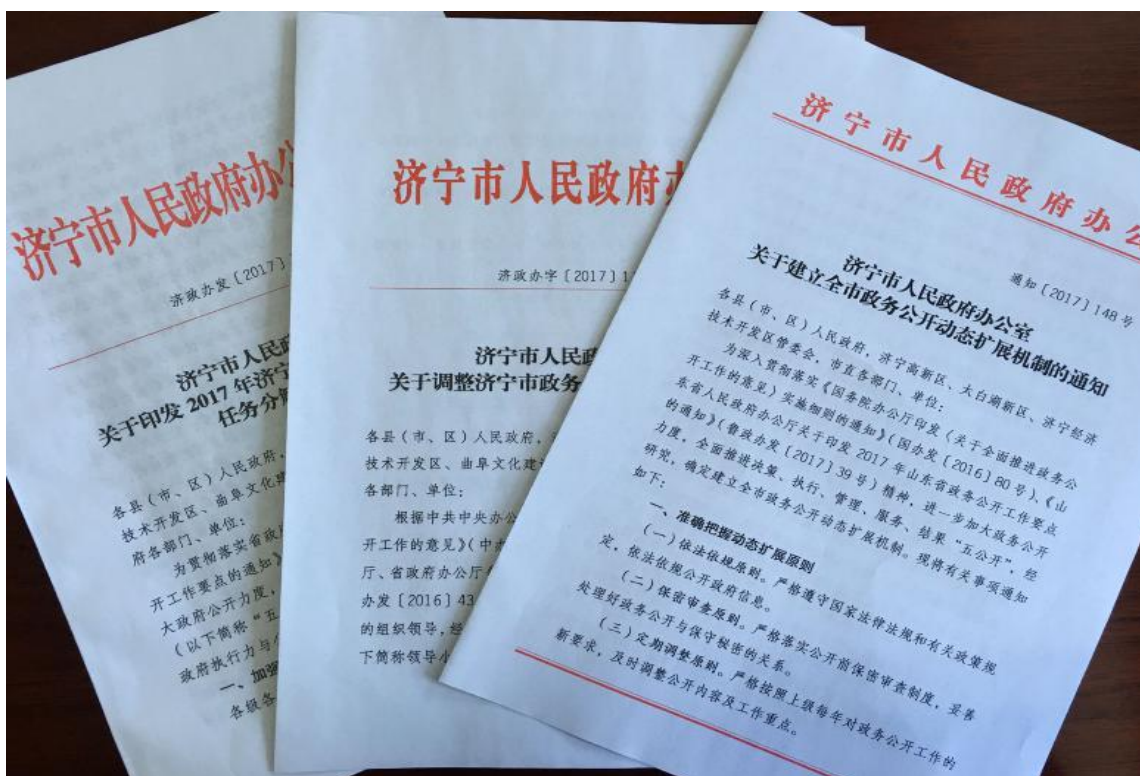 济宁市人民政府办
济政办发〔2017〕
济宁市人民政
关于印发 2017 年济宁
任务分解
各县（市、区）人民政府，
技术开发区、曲阜文化建
府各部门、单位：
为贯彻落实省政府
开工作要点的通知》
大政府公开力度，
（以下简称“五
政府执行力与公
一、加强
各级各
济宁市人民政府办
济政办字〔2017〕1
济宁市人民政
关于调整济宁市政务
各县（市、区）人民政府，
技术开发区、曲阜文化建设
各部门、单位：
根据中共中央办公
开工作的意见》（中办
厅、省政府办公厅
办发〔2016〕43
的组织领导，经
下简称领导小
济宁市人民政府办公
通知〔2017〕148号
济宁市人民政府办公室
关于建立全市政务公开动态扩展机制的通知
各县（市、区）人民政府，济宁高新区、太白湖新区、济宁经济
技术开发区管委会，市直各部门、单位：
为深入贯彻落实《国务院办公厅印发〈关于全面推进政务公
开工作的意见〉实施细则的通知》（国办发〔2016〕80号）、《山
东省人民政府办公厅关于印发 2017 年山东省政务公开工作要点
的通知》（鲁政办发〔2017〕39号）精神，进一步加大政务公开
力度，全面推进决策、执行、管理、服务、结果“五公开”，经
研究，确定建立全市政务公开动态扩展机制。现将有关事项通知
如下：
一、准确把握动态扩展原则
（一）依法依规原则。严格遵守国家法律法规和有关政策规
定，依法依规公开政府信息。
（二）保密审查原则。严格落实公开前保密审查制度，妥善
处理好政务公开与保守秘密的关系。
（三）定期调整原则。严格按照上级每年对政务公开工作的
新要求，及时调整公开内容及工作重点。